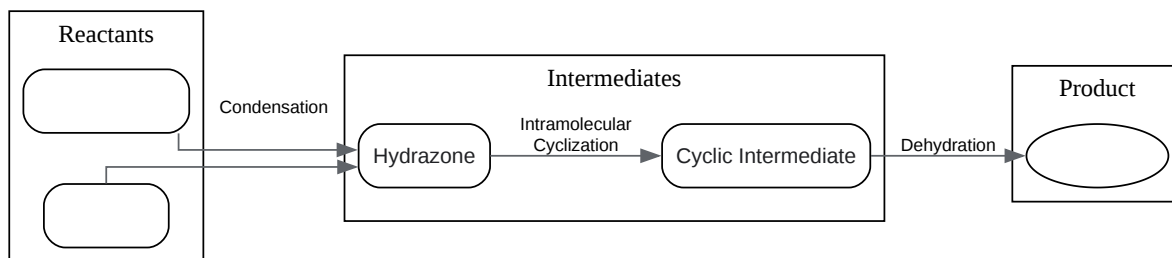 Reactants
Condensation
Intermediates
Hydrazone
Intramolecular
Cyclization
Cyclic Intermediate
Dehydration
Product